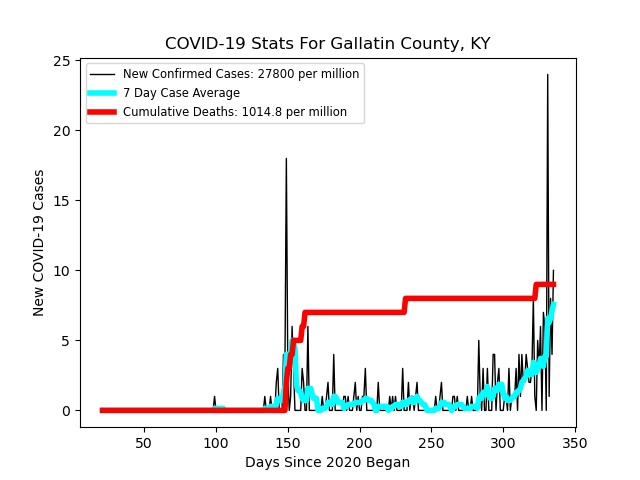 COVID-19 Stats For Gallatin County, KY
New Confirmed Cases: 27800 per million
7 Day Case Average
Cumulative Deaths: 1014.8 per million
New COVID-19 Cases
25
20
15
10
5
0
50 100 150 200 250 300 350
Days Since 2020 Began